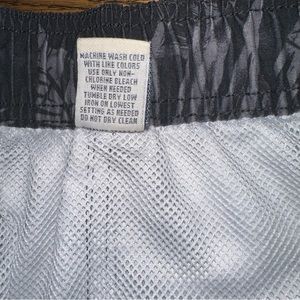 MACHINE WASH COLD
WITH LIKE COLORS
USE ONLY NON-
CHLORINE BLEACH
WHEN NEEDED
TUMBLE DRY LOW
IRON ON LOWEST
SETTING AS NEEDED
DO NOT DRY CLEAN